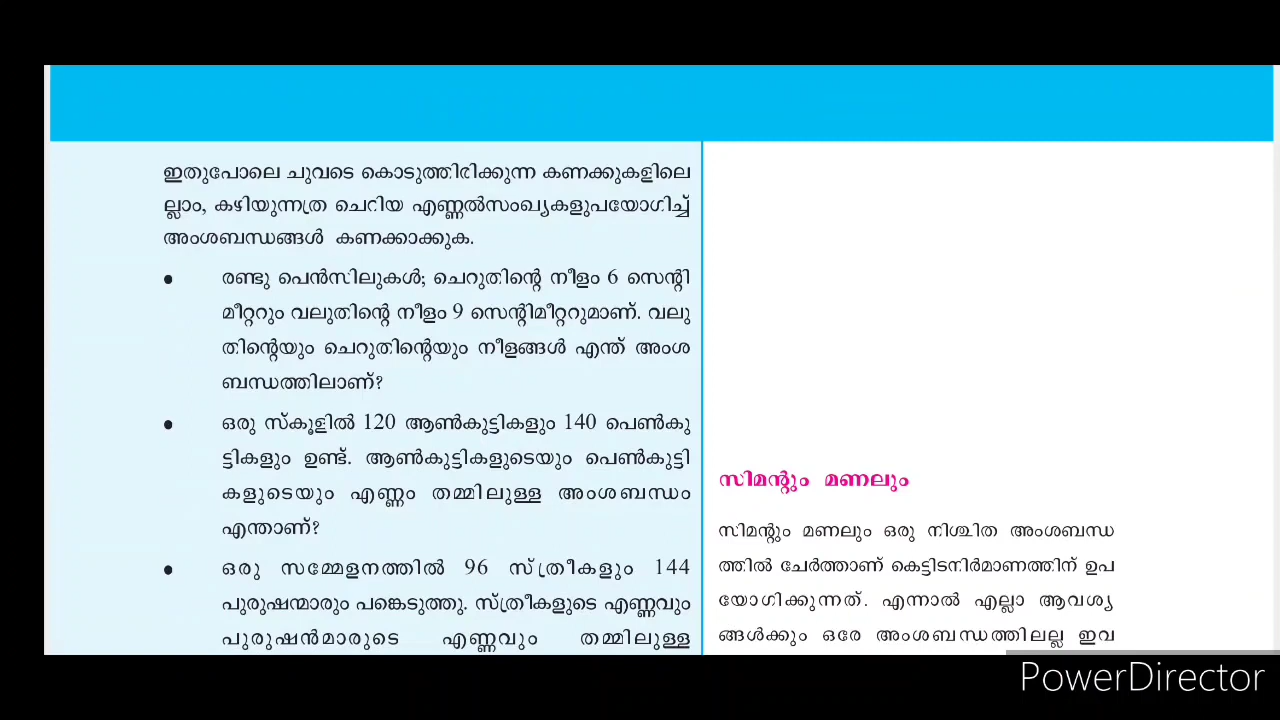 ഇതുപോലെ ചുവടെ കൊടുത്തിരിക്കുന്ന കണക്കുകളിലെ
ല്ലാം, കഴിയുന്നത്ര ചെറിയ എണ്ണൽസംഖ്യകളുപയോഗിച്ച്
അംശബന്ധങ്ങൾ കണക്കാക്കുക.
● രണ്ടു പെൻസിലുകൾ; ചെറുതിന്റെ നീളം 6 സെന്റി
മീറ്ററും വലുതിന്റെ നീളം 9 സെന്റിമീറ്ററുമാണ്. വലു
തിന്റെയും ചെറുതിന്റെയും നീളങ്ങൾ എന്ത് അംശ
ബന്ധത്തിലാണ്?
● ഒരു സ്കൂളിൽ 120 ആൺകുട്ടികളും 140 പെൺകു
ട്ടികളും ഉണ്ട്. ആൺകുട്ടികളുടെയും പെൺകുട്ടി
കളുടെയും എണ്ണം തമ്മിലുള്ള അംശബന്ധം
എന്താണ്?
● ഒരു സമ്മേളനത്തിൽ 96 സ്ത്രീകളും 144
പുരുഷന്മാരും പങ്കെടുത്തു. സ്ത്രീകളുടെ എണ്ണവും
പുരുഷൻമാരുടെ എണ്ണവും തമ്മിലുള്ള
സിമന്റും മണലും
സിമന്റും മണലും ഒരു നിശ്ചിത അംശബന്ധ
ത്തിൽ ചേർത്താണ് കെട്ടിടനിർമാണത്തിന് ഉപ
യോഗിക്കുന്നത്. എന്നാൽ എല്ലാ ആവശ്യ
ങ്ങൾക്കും ഒരേ അംശബന്ധത്തിലല്ല ഇവ
PowerDirector